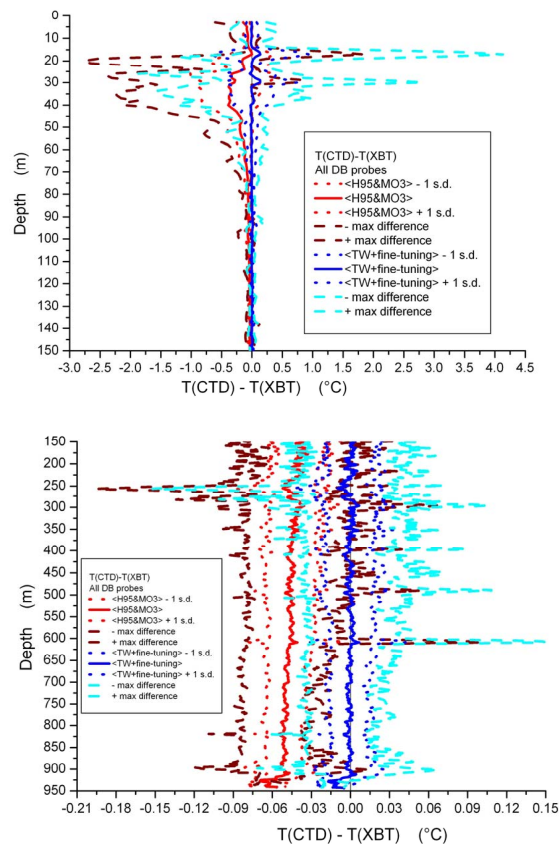 0
10
20
30
40
50
60
70
80
90
100
110
120
130
140
150
Depth (m)
T(CTD)-T(XBT)
All DB probes
<H95&MO3> - 1 s.d.
<H95&MO3>
<H95&MO3> + 1 s.d.
- max difference
+ max difference
<TW+fine-tuning> - 1 s.d.
<TW+fine-tuning>
<TW+fine-tuning> + 1 s.d.
- max difference
+ max difference
-3.0 -2.5 -2.0 -1.5 -1.0 -0.5 0.0 0.5 1.0 1.5 2.0 2.5 3.0 3.5 4.0 4.5
T(CTD) - T(XBT) (°C)
150
200
250
300
350
400
450
500
550
600
650
700
750
800
850
900
950
Depth (m)
T(CTD)-T(XBT)
All DB probes
<H95&MO3> - 1 s.d.
<H95&MO3>
<H95&MO3> + 1 s.d.
- max difference
+ max difference
<TW+fine-tuning> - 1 s.d.
<TW+fine-tuning>
<TW+fine-tuning> + 1 s.d.
- max difference
+ max difference
-0.21 -0.18 -0.15 -0.12 -0.09 -0.06 -0.03 0.00 0.03 0.06 0.09 0.12 0.15
T(CTD) - T(XBT) (°C)